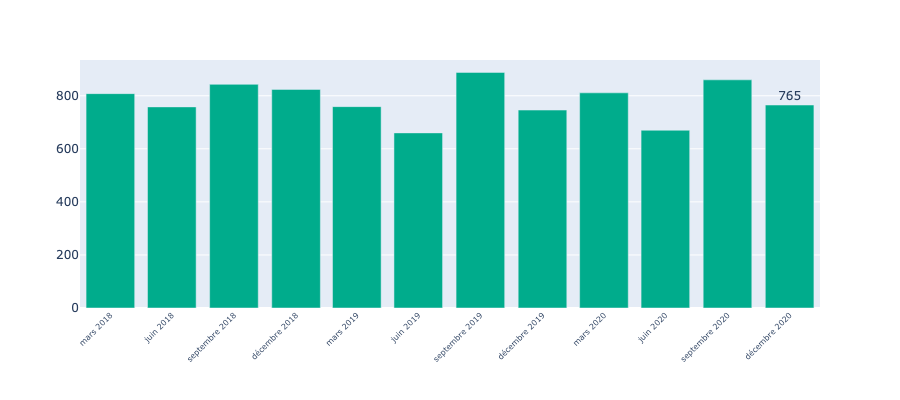 800
600
400
200
0
765
mars 2018
juin 2018
septembre 2018
décembre 2018
mars 2019
juin 2019
septembre 2019
décembre 2019
mars 2020
juin 2020
septembre 2020
décembre 2020